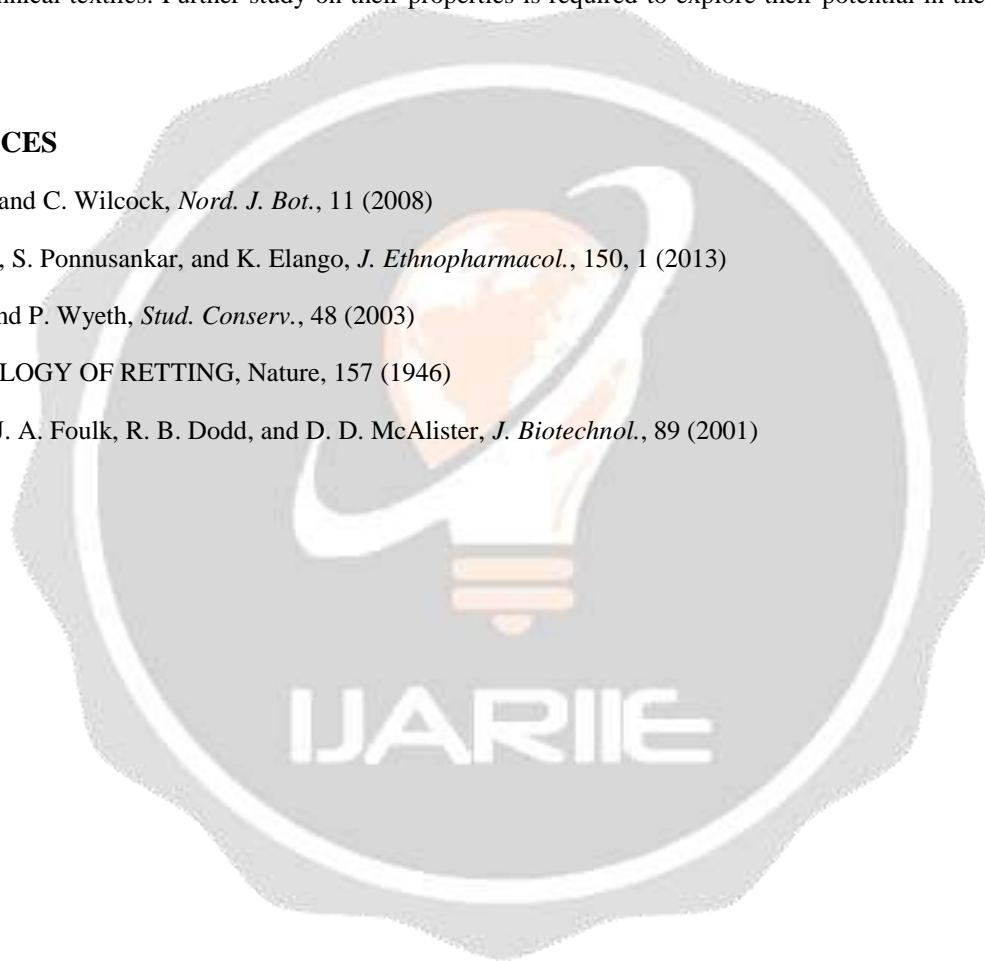 textiles. Further study on their properties is required to explore their potential in the
CES
and C. Wilcock, Nord. J. Bot., 11 (2008)
, S. Ponnusankar, and K. Elango, J. Ethnopharmacol., 150, 1 (2013)
P. Wyeth, Stud. Conserv., 48 (2003)
LOGY OF RETTING, Nature, 157 (1946)
J. A. Foulk, R. B. Dodd, and D. D. McAlister, J. Biotechnol., 89 (2001)
IJARIIE